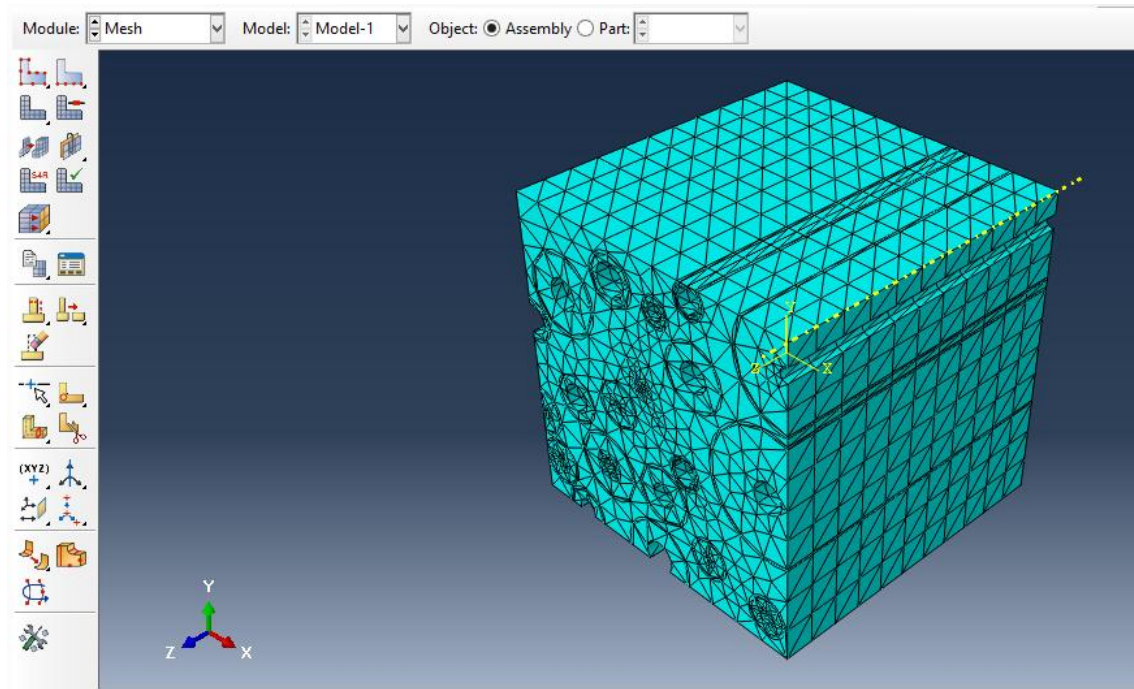 Module: Mesh Model: Model-1 Object: Assembly Part:
S4R
(XYZ)
Y
Z X
Y
Z X